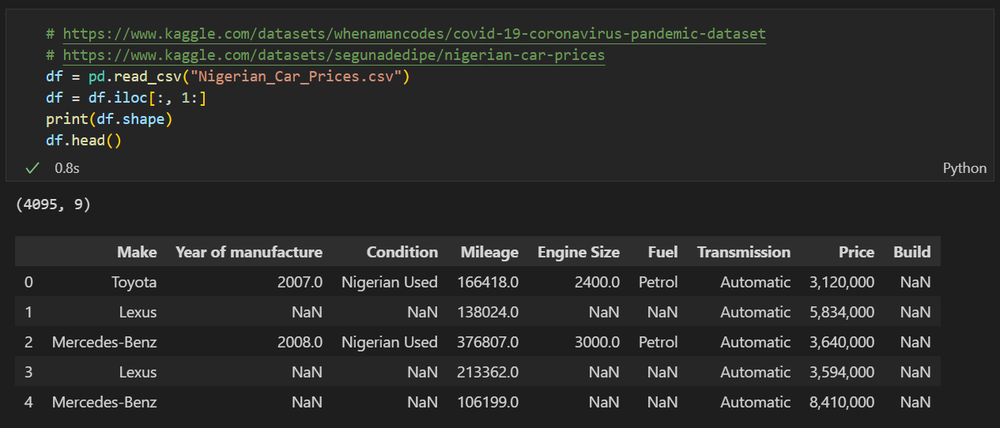 # https://www.kaggle.com/datasets/whenamancodes/covid-19-coronavirus-pandemic-dataset
# https://www.kaggle.com/datasets/segunadedipe/nigerian-car-prices
df = pd.read_csv("Nigerian_Car_Prices.csv")
df = df.iloc[:, 1:]
print(df.shape)
df.head()
0.8s Python
(4095, 9)
Make Year of manufacture Condition Mileage Engine Size Fuel Transmission Price Build
0 Toyota 2007.0 Nigerian Used 166418.0 2400.0 Petrol Automatic 3,120,000 NaN
1 Lexus NaN NaN 138024.0 NaN NaN Automatic 5,834,000 NaN
2 Mercedes-Benz 2008.0 Nigerian Used 376807.0 3000.0 Petrol Automatic 3,640,000 NaN
3 Lexus NaN NaN 213362.0 NaN NaN Automatic 3,594,000 NaN
4 Mercedes-Benz NaN NaN 106199.0 NaN NaN Automatic 8,410,000 NaN